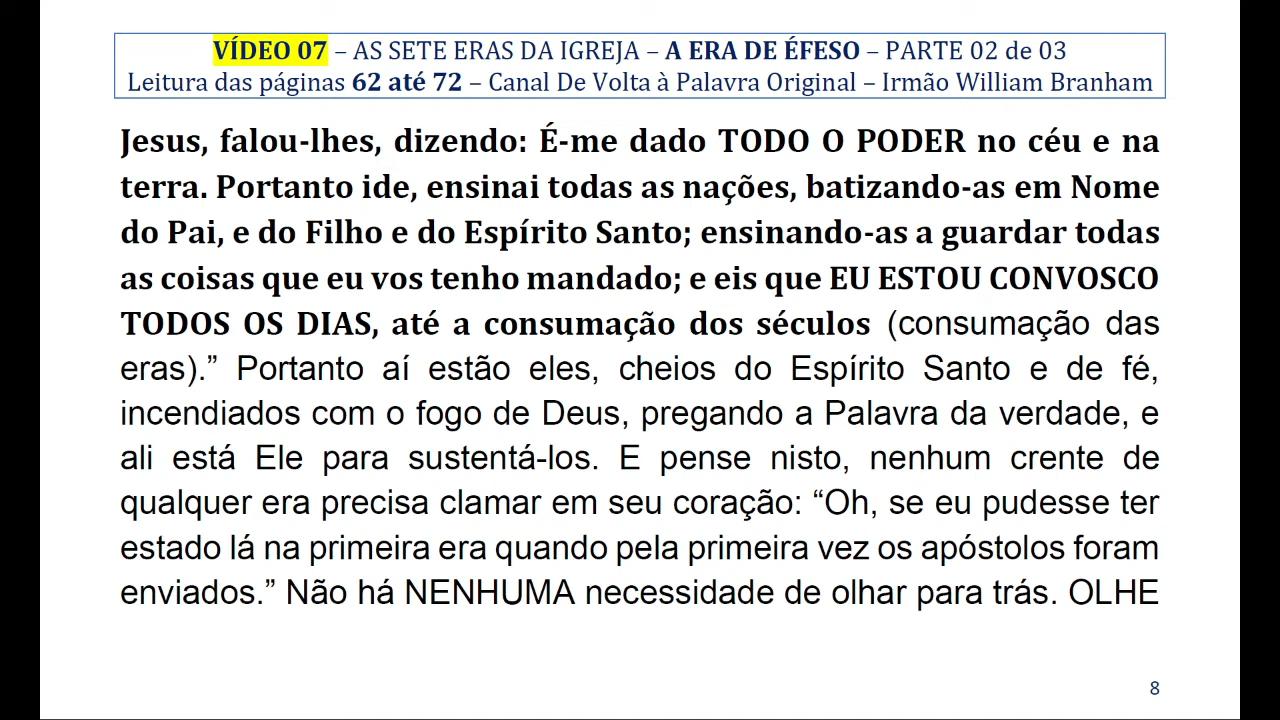 VÍDEO 07 – AS SETE ERAS DA IGREJA – A ERA DE ÉFESO – PARTE 02 de 03
Leitura das páginas 62 até 72 – Canal De Volta à Palavra Original – Irmão William Branham
Jesus, falou-lhes, dizendo: É-me dado TODO O PODER no céu e na
terra. Portanto ide, ensinai todas as nações, batizando-as em Nome
do Pai, e do Filho e do Espírito Santo; ensinando-as a guardar todas
as coisas que eu vos tenho mandado; e eis que EU ESTOU CONVOSCO
TODOS OS DIAS, até a consumação dos séculos (consumação das
eras).” Portanto aí estão eles, cheios do Espírito Santo e de fé,
incendiados com o fogo de Deus, pregando a Palavra da verdade, e
ali está Ele para sustentá-los. E pense nisto, nenhum crente de
qualquer era precisa clamar em seu coração: “Oh, se eu pudesse ter
estado lá na primeira era quando pela primeira vez os apóstolos foram
enviados.” Não há NENHUMA necessidade de olhar para trás. OLHE
8